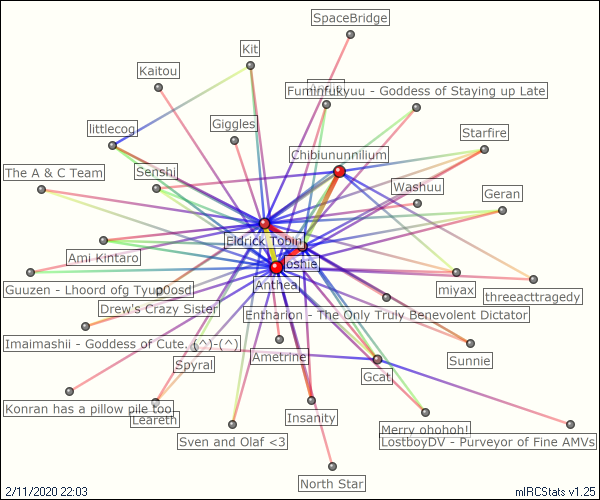 SpaceBridge
Kit
Kaitou
Fuminfukyuu - Goddess of Staying up Late
Giggles
littlecog
Starfire
Chibiununnilium
The A & C Team
Senshi
Washuu
Geran
Eldrick Tobin
Ami Kintaro
Joshie
Anthea
Guuzen - Lhoord ofg Tyup0osd
miyax
threeacttragedy
Drew's Crazy Sister
Entharion - The Only Truly Benevolent Dictator
Imaimashii - Goddess of Cute. (^)-(^)
Ametrine
Sunnie
Spyral
Gcat
Konran has a pillow pile too
Leareth
Insanity
Merry ohohoh!
Sven and Olaf <3
LostboyDV - Purveyor of Fine AMVs
North Star
2/11/2020 22:03
mIRCStats v1.25